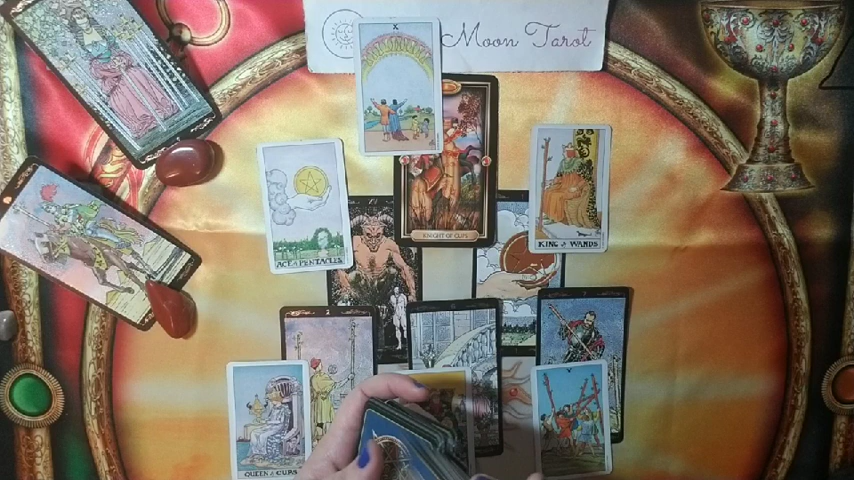 Moon Tarot
X
KNIGHT OF CUPS
ACE of PENTACLES
KING of WANDS
V
QUEEN of CUPS